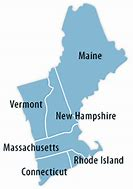 Maine
Vermont
New Hampshire
Massachusetts
Rhode Island
Connecticut